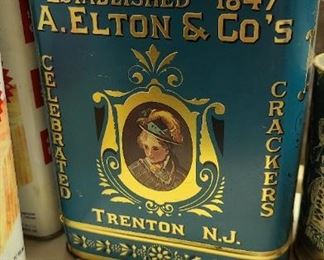 ESTABLISHED 1847
A. ELTON & CO'S
CELEBRATED
CRACKERS
TRENTON N.J.